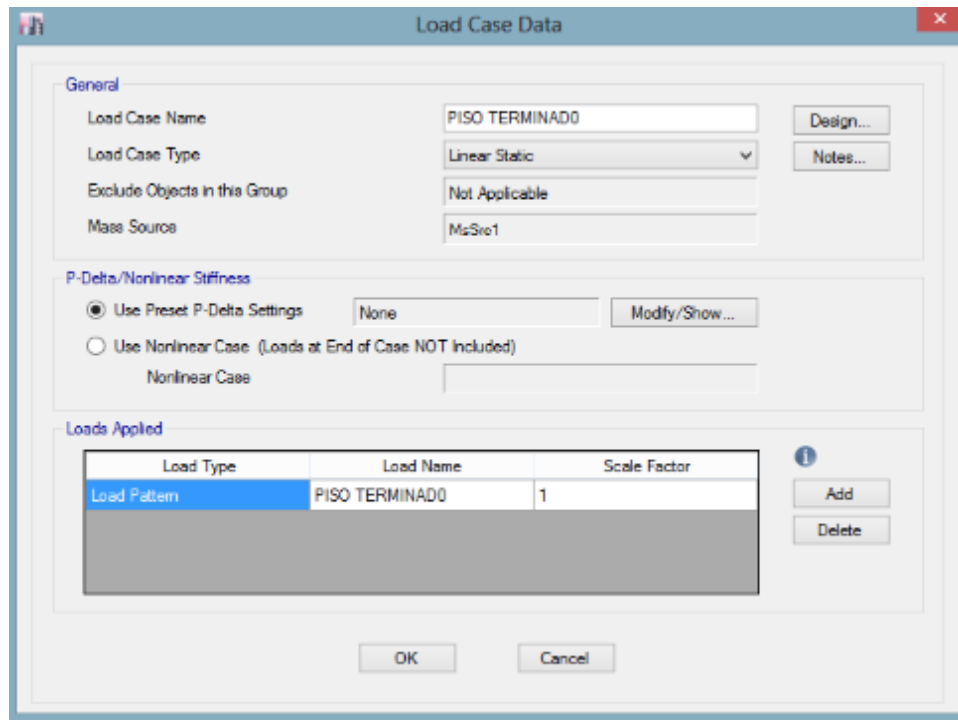 Load Case Data
General
Load Case Name PISO TERMINAD0 Design...
Load Case Type Linear Static Notes...
Exclude Objects in this Group Not Applicable
Mass Source MsSrc1
P-Delta/Nonlinear Stiffness
Use Preset P-Delta Settings None Modify/Show...
Use Nonlinear Case (Loads at End of Case NOT Included)
Nonlinear Case
Loads Applied
Load Type Load Name Scale Factor
Load Pattern PISO TERMINAD0 1
Add
Delete
OK Cancel